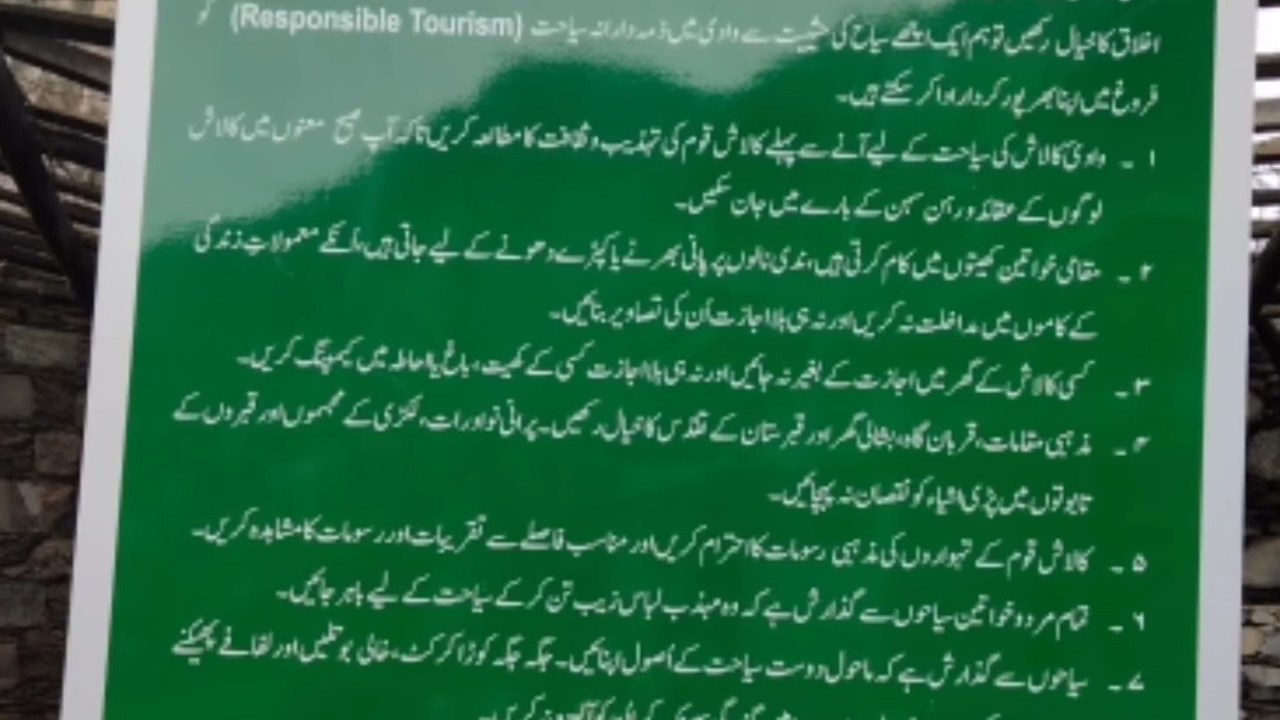 اخلاق کا خیال رکھیں تو ہم ایک اچھے سیاح کی حیثیت سے وادی میں ذمہ دارانہ سیاحت (Responsible Tourism) کو
فروغ میں اپنا بھرپور کردار ادا کر سکتے ہیں۔
۱ ۔ وادیٔ کالاش کی سیاحت کے لیے آنے سے پہلے کالاش قوم کی تہذیب و ثقافت کا مطالعہ کریں تاکہ آپ صحیح معنوں میں کالاش
لوگوں کے عقائد و رہن سہن کے بارے میں جان سکیں۔
۲ ۔ مقامی خواتین کھیتوں میں کام کرتی ہیں، ندی نالوں پر پانی بھرنے یا کپڑے دھونے کے لیے جاتی ہیں، اُنکے معمولاتِ زندگی
کے کاموں میں مداخلت نہ کریں اور نہ ہی بلا اجازت اُن کی تصاویر بنائیں۔
۳ ۔ کسی کالاش کے گھر میں اجازت کے بغیر نہ جائیں اور نہ ہی بلا اجازت کسی کے کھیت، باغ یا احاطہ میں کیمپنگ کریں۔
۴ ۔ مذہبی مقامات، قربان گاہ، بشالی گھر اور قبرستان کے تقدس کا خیال رکھیں۔ پرانی نوادرات، لکڑی کے مجسموں اور قبروں کے
تابوتوں میں پڑی اشیاء کو نقصان نہ پہنچائیں۔
۵ ۔ کالاش قوم کے تہواروں کی مذہبی رسومات کا احترام کریں اور مناسب فاصلے سے تقریبات اور رسومات کا مشاہدہ کریں۔
۶ ۔ تمام مرد و خواتین سیاحوں سے گذارش ہے کہ وہ مہذب لباس زیب تن کر کے سیاحت کے لیے باہر جائیں۔
۷ ۔ سیاحوں سے گذارش ہے کہ ماحول دوست سیاحت کے اُصول اپنائیں۔ جگہ جگہ کوڑا کرکٹ، خالی بوتلیں اور لفافے پھینکنے